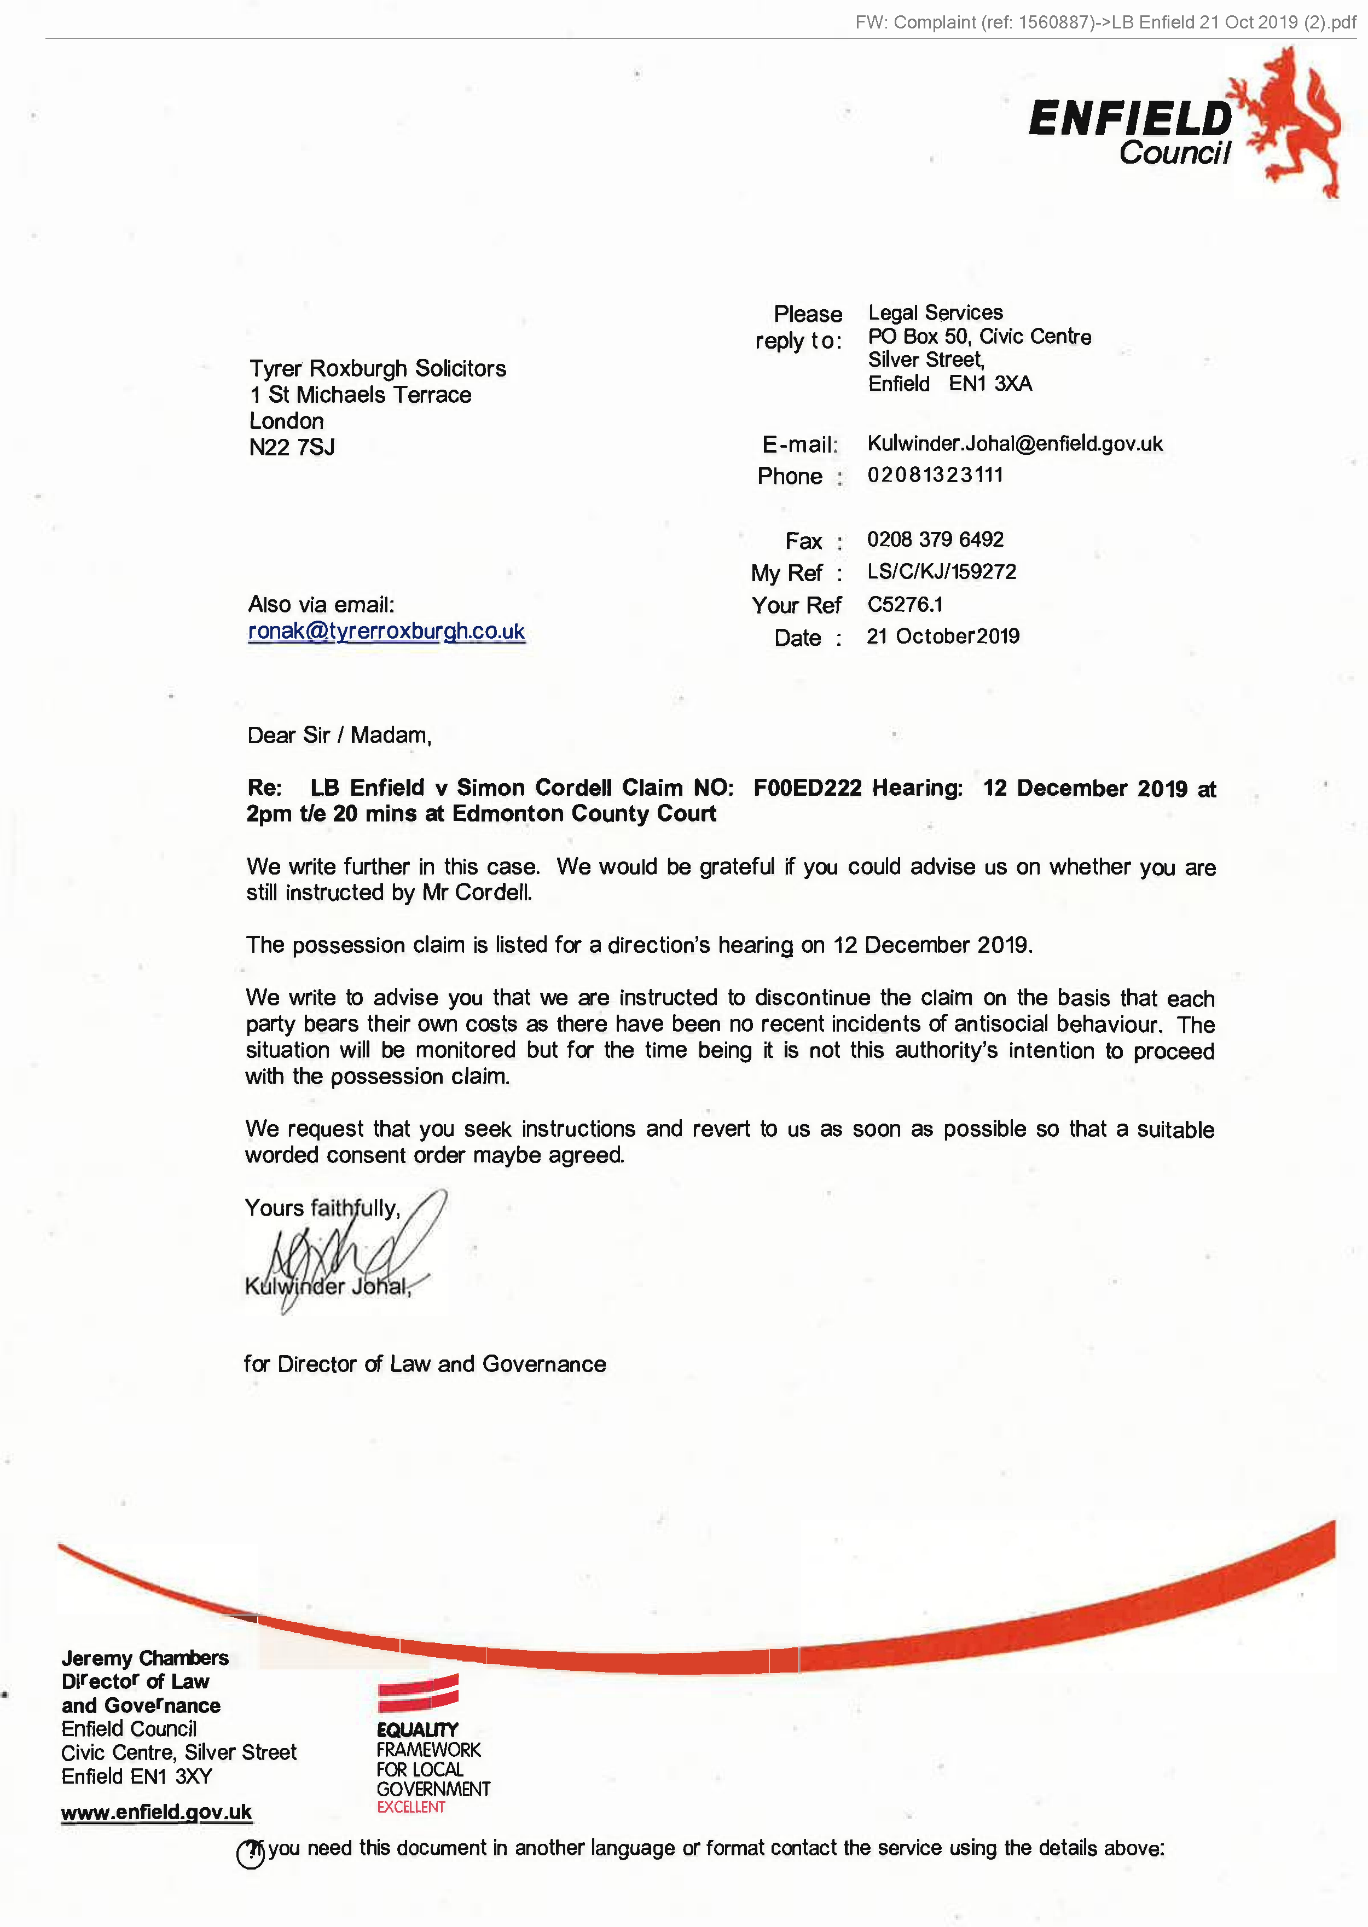 FW: Complaint (ref: 1560887)->LB Enfield 21 Oct 2019 (2).pdf
ENFIELD
Council
Please reply to:
Legal Services
PO Box 50, Civic Centre
Silver Street,
Enfield EN1 3XA
Tyrer Roxburgh Solicitors
1 St Michaels Terrace
London
N22 7SJ
E-mail: Kulwinder.Johal@enfield.gov.uk
Phone : 02081323111
Fax : 0208 379 6492
My Ref : LS/C/KJ/159272
Also via email:
ronak@tyrerroxburgh.co.uk
Your Ref C5276.1
Date : 21 October2019
Dear Sir / Madam,
Re: LB Enfield v Simon Cordell Claim NO: F00ED222 Hearing: 12 December 2019 at
2pm t/e 20 mins at Edmonton County Court
We write further in this case. We would be grateful if you could advise us on whether you are
still instructed by Mr Cordell.
The possession claim is listed for a direction's hearing on 12 December 2019.
We write to advise you that we are instructed to discontinue the claim on the basis that each
party bears their own costs as there have been no recent incidents of antisocial behaviour. The
situation will be monitored but for the time being it is not this authority's intention to proceed
with the possession claim.
We request that you seek instructions and revert to us as soon as possible so that a suitable
worded consent order maybe agreed.
Yours faithfully,
Kulwinder Johal,
for Director of Law and Governance
Jeremy Chambers
Director of Law
and Governance
Enfield Council
Civic Centre, Silver Street
Enfield EN1 3XY
www.enfield.gov.uk
EQUALITY
FRAMEWORK
FOR LOCAL
GOVERNMENT
EXCELLENT
you need this document in another language or format contact the service using the details above: